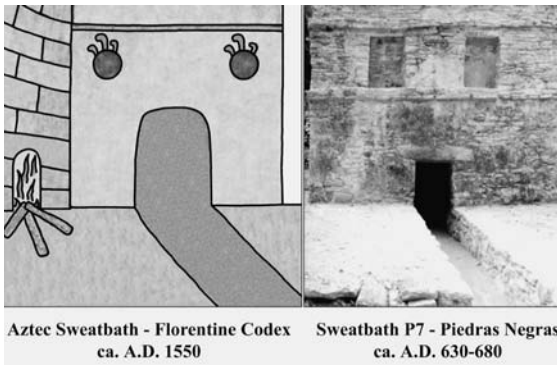 Aztec Sweatbath - Florentine Codex
ca. A.D. 1550
Sweatbath P7 - Piedras Negras
ca. A.D. 630-680